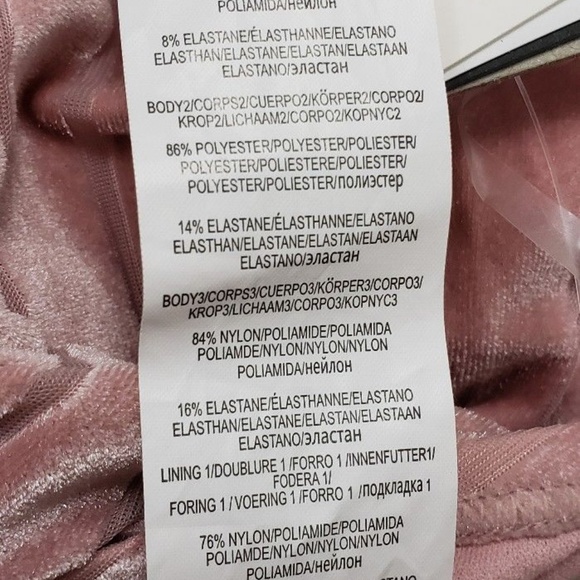 POLIAMIDA/нейлон
8% ELASTANE/ÉLASTHANNE/ELASTANO
ELASTHAN/ELASTANE/ELASTAN/ELASTAAN
ELASTANO/эластан
BODY2/CORPS2/CUERPO2/KÖRPER2/CORPO2/
KROP2/LICHAAM2/CORPO2/KOPNYC2
86% POLYESTER/POLYESTER/POLIESTER/
POLYESTER/POLIESTERE/POLIESTER/
POLYESTER/POLIESTER/полиэстер
14% ELASTANE/ÉLASTHANNE/ELASTANO
ELASTHAN/ELASTANE/ELASTAN/ELASTAAN
ELASTANO/эластан
BODY3/CORPS3/CUERPO3/KÖRPER3/CORPO3/
KROP3/LICHAAM3/CORPO3/KOPNYC3
84% NYLON/POLIAMIDE/POLIAMIDA
POLIAMDE/NYLON/NYLON/NYLON
POLIAMIDA/нейлон
16% ELASTANE/ÉLASTHANNE/ELASTANO
ELASTHAN/ELASTANE/ELASTAN/ELASTAAN
ELASTANO/эластан
LINING 1/DOUBLURE 1 /FORRO 1 /INNENFUTTER1/
FODERA 1/
FORING 1 / VOERING 1 /FORRO 1 /подкладка 1
76% NYLON/POLIAMIDE/POLIAMIDA
POLIAMDE/NYLON/NYLON/NYLON
POLIAMIDA/нейлон